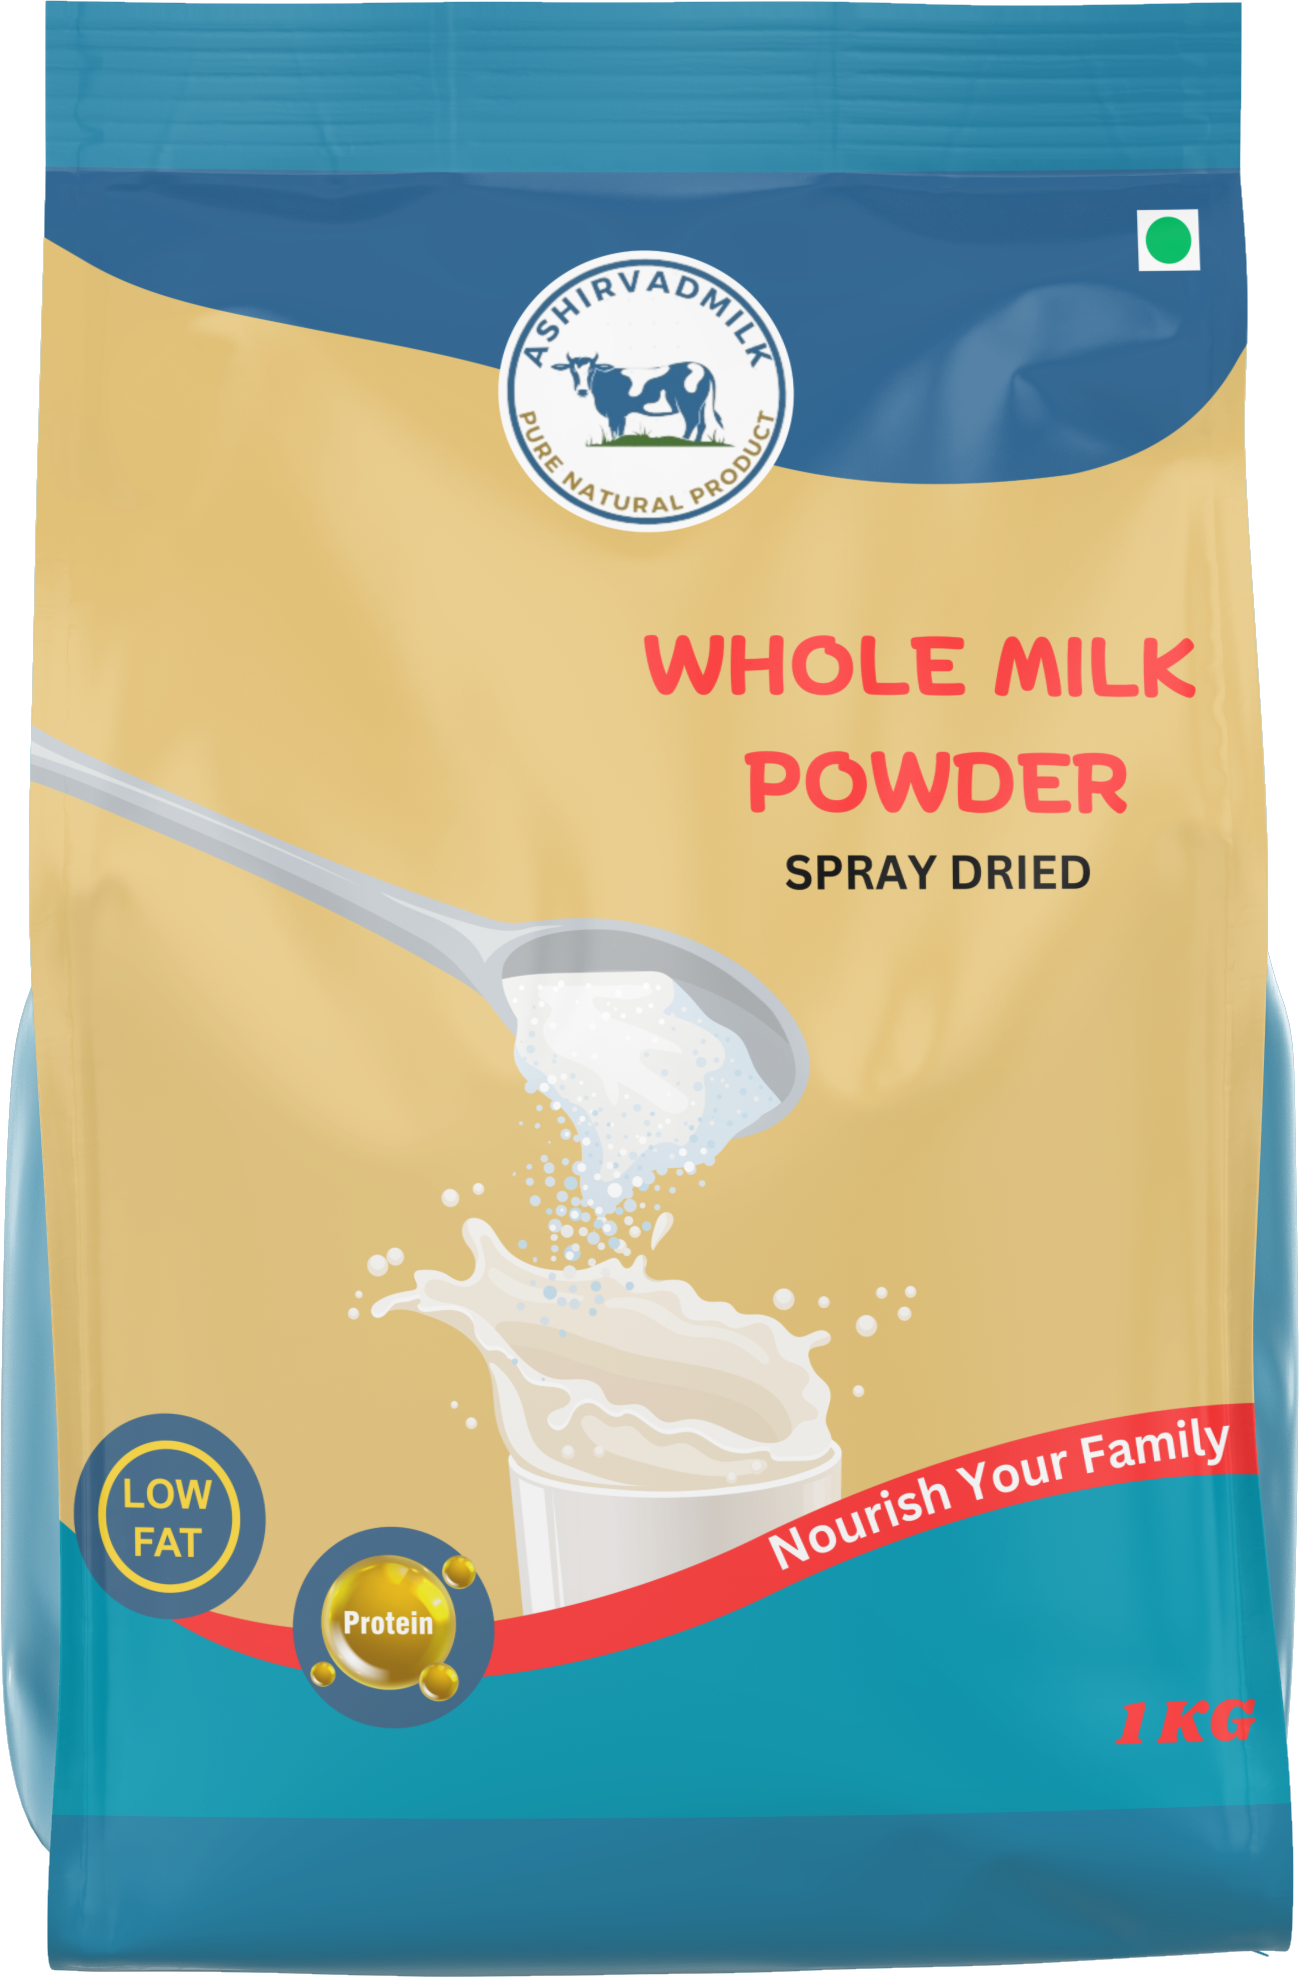 ASHIRVADMILK
PURE NATURAL PRODUCT
WHOLE MILK
POWDER
SPRAY DRIED
LOW
FAT
Protein
Nourish Your Family
1 KG